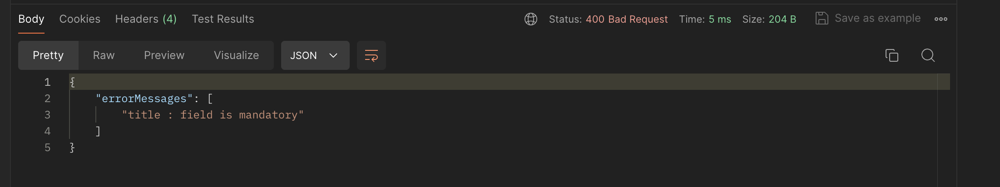 Body Cookies Headers (4) Test Results Status: 400 Bad Request Time: 5 ms Size: 204 B Save as example
Pretty Raw Preview Visualize JSON
1 {
2 "errorMessages": [
3 "title : field is mandatory"
4 ]
5 }